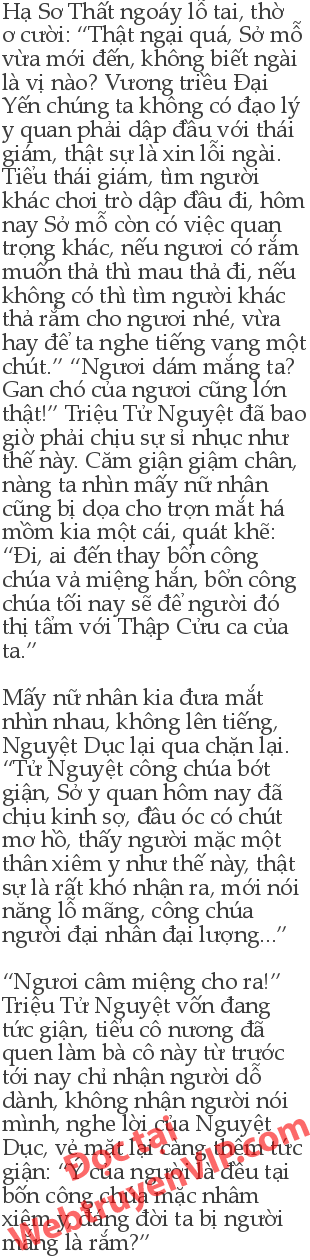 Hạ Sơ Thất ngoáy lỗ tai, thờ
ơ cười: “Thật ngại quá, Sở mỗ
vừa mới đến, không biết ngài
là vị nào? Vương triều Đại
Yến chúng ta không có đạo lý
y quan phải dập đầu với thái
giám, thật sự là xin lỗi ngài.
Tiểu thái giám, tìm người
khác chơi trò dập đầu đi, hôm
nay Sở mỗ còn có việc quan
trọng khác, nếu ngươi có rắm
muốn thả thì mau thả đi, nếu
không có thì tìm người khác
thả rắm cho ngươi nhé, vừa
hay để ta nghe tiếng vang một
chút.” “Ngươi dám mắng ta?
Gan chó của ngươi cũng lớn
thật!” Triệu Tử Nguyệt đã bao
giờ phải chịu sự sỉ nhục như
thế này. Căm giận giậm chân,
nàng ta nhìn mấy nữ nhân
cũng bị dọa cho trợn mắt há
mồm kia một cái, quát khẽ:
“Đi, ai đến thay bổn công
chúa vả miệng hắn, bổn công
chúa tối nay sẽ để người đó
thị tẩm với Thập Cửu ca của
ta.”
Mấy nữ nhân kia đưa mắt
nhìn nhau, không lên tiếng,
Nguyệt Dục lại qua chặn lại.
“Tử Nguyệt công chúa bớt
giận, Sở y quan hôm nay đã
chịu kinh sợ, đầu óc có chút
mơ hồ, thấy người mặc một
thân xiêm y như thế này, thật
sự là rất khó nhận ra, mới nói
năng lỗ mãng, công chúa
người đại nhân đại lượng...”
“Ngươi câm miệng cho ra!”
Triệu Tử Nguyệt vốn đang
tức giận, tiểu cô nương đã
quen làm bà cô này từ trước
tới nay chỉ nhận người dỗ
dành, không nhận người nói
mình, nghe lời của Nguyệt
Dục, vẻ mặt lại càng thêm tức
giận: “Ý của ngươi là đều tại
bổn công chúa mặc nhầm
xiêm y, đáng đời ta bị người
mắng là rắm?”
Đọc tại
WebtruyenVIP.com